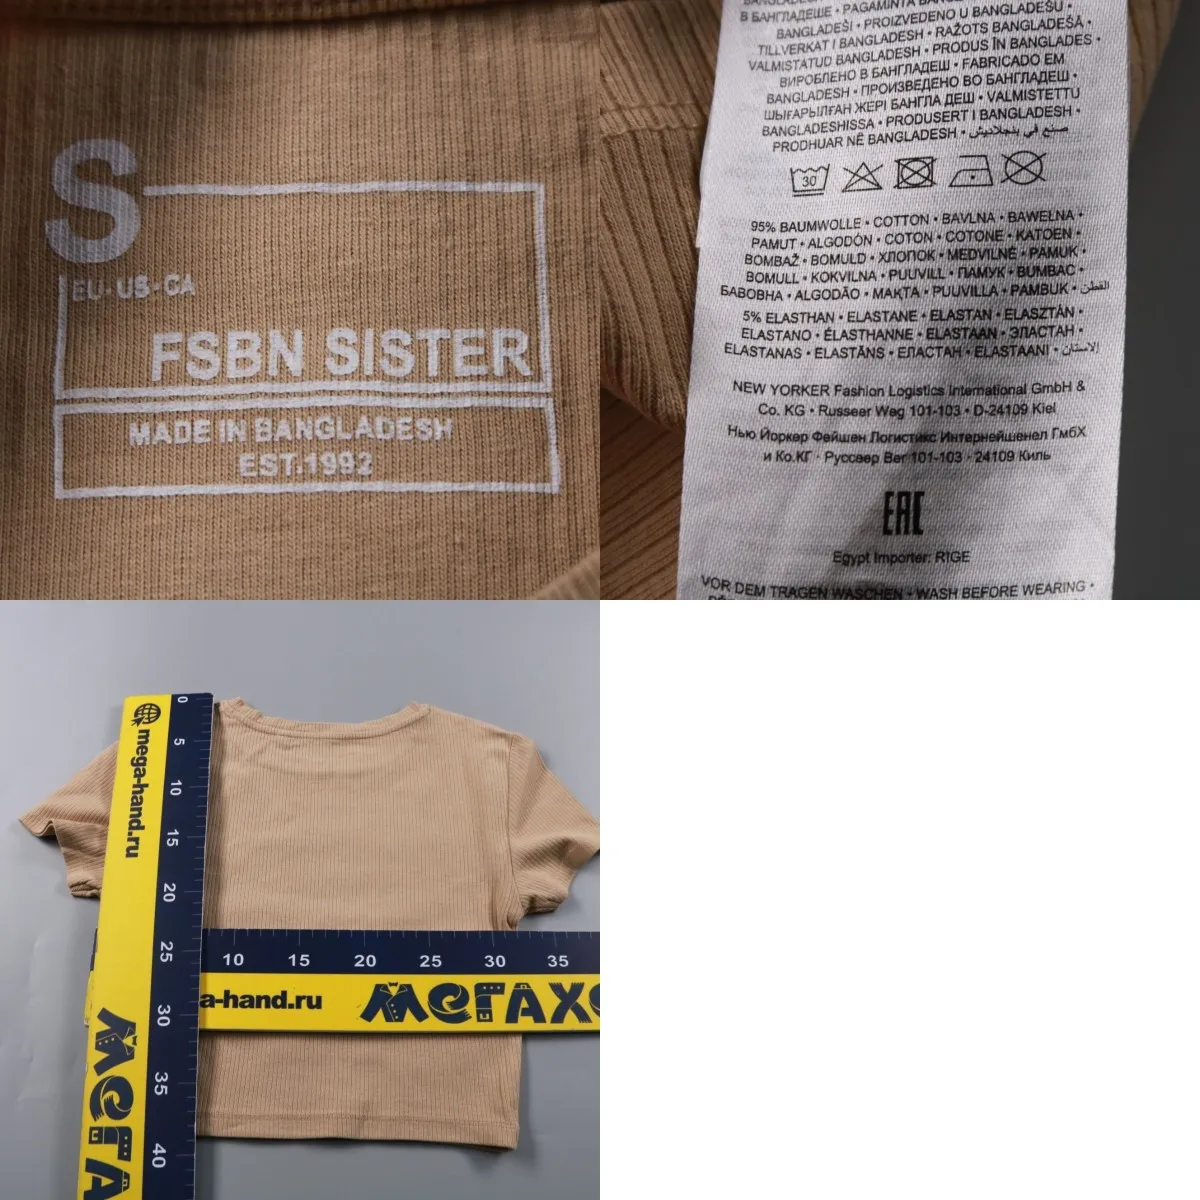 S
EU · US · CA
FSBN SISTER
MADE IN BANGLADESH
EST.1992
В БАНГЛАДЕШЕ • PAGAMINTA
BANGLADEŠĪ • PROIZVEDENO U BANGLADEŠU •
TILLVERKAT I BANGLADESH • RAŽOTS BANGLADEŠĀ •
VALMISTATUD BANGLADESH • PRODUS ÎN BANGLADES •
ВИРОБЛЕНО В БАНГЛАДЕШ • FABRICADO EM
BANGLADESH • ПРОИЗВЕДЕНО ВО БАНГЛАДЕШ •
ШЫҒАРЫЛҒАН ЖЕРІ БАНГЛА ДЕШ • VALMISTETTU
BANGLADESHISSA • PRODUSERT I BANGLADESH •
PRODHUAR NË BANGLADESH • صنع في بنجلاديش
30
95% BAUMWOLLE • COTTON • BAVLNA • BAWEŁNA •
PAMUT • ALGODÓN • COTON • COTONE • KATOEN •
BOMBAŽ • BOMULD • ХЛОПОК • MEDVILNĖ • PAMUK •
BOMULL • KOKVILNA • PUUVILL • ПАМУК • BUMBAC •
БАВОВНА • ALGODÃO • МАКТА • PUUVILLA • PAMBUK • القطن
5% ELASTHAN • ELASTANE • ELASTAN • ELASZTÁN •
ELASTANO • ÉLASTHANNE • ELASTAAN • ЭЛАСТАН •
ELASTANAS • ELASTĀNS • ЕЛАСТАН • ELASTAANI • الاستان
NEW YORKER Fashion Logistics International GmbH &
Co. KG • Russeer Weg 101-103 • D-24109 Kiel
Нью Йоркер Фейшен Логистикс Интернейшенел ГмбХ
и Ко.КГ · Руссеер Вег 101-103 · 24109 Киль
EAC
Egypt Importer: RIGE
VOR DEM TRAGEN WASCHEN • WASH BEFORE WEARING •
0
5
10
15
20
25
30
35
40
mega-hand.ru
МЕГАХ
10 15 20 25 30 35
a-hand.ru
МЕГАХ